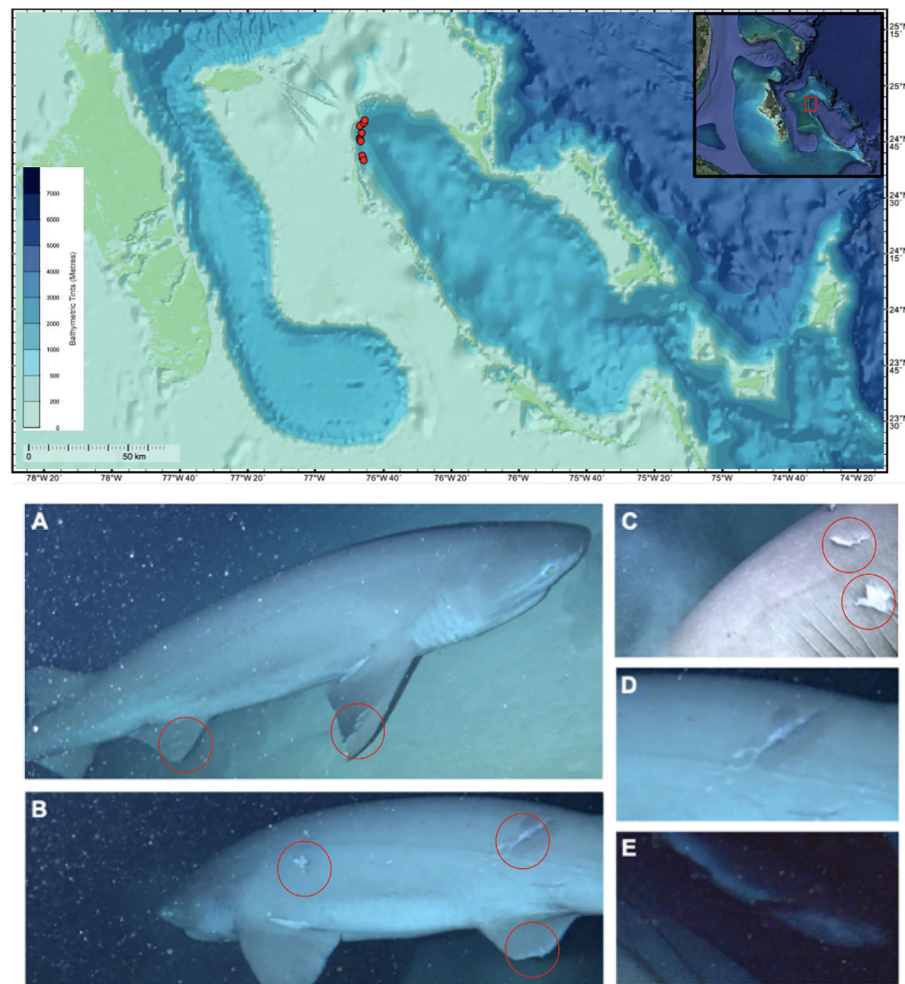 25°N
15'
25°N
24°N
45'
24°N
30'
24°N
15'
24°N
23°N
45'
23°N
30'
7000
6000
5000
4000
3000
2000
1000
500
200
0
Bathymetric Tints (Metres)
0 50 km
78°W 20' 78°W 77°W 40' 77°W 20' 77°W 76°W 40' 76°W 20' 76°W 75°W 40' 75°W 20' 75°W 74°W 40' 74°W 20'
A
B
C
D
E